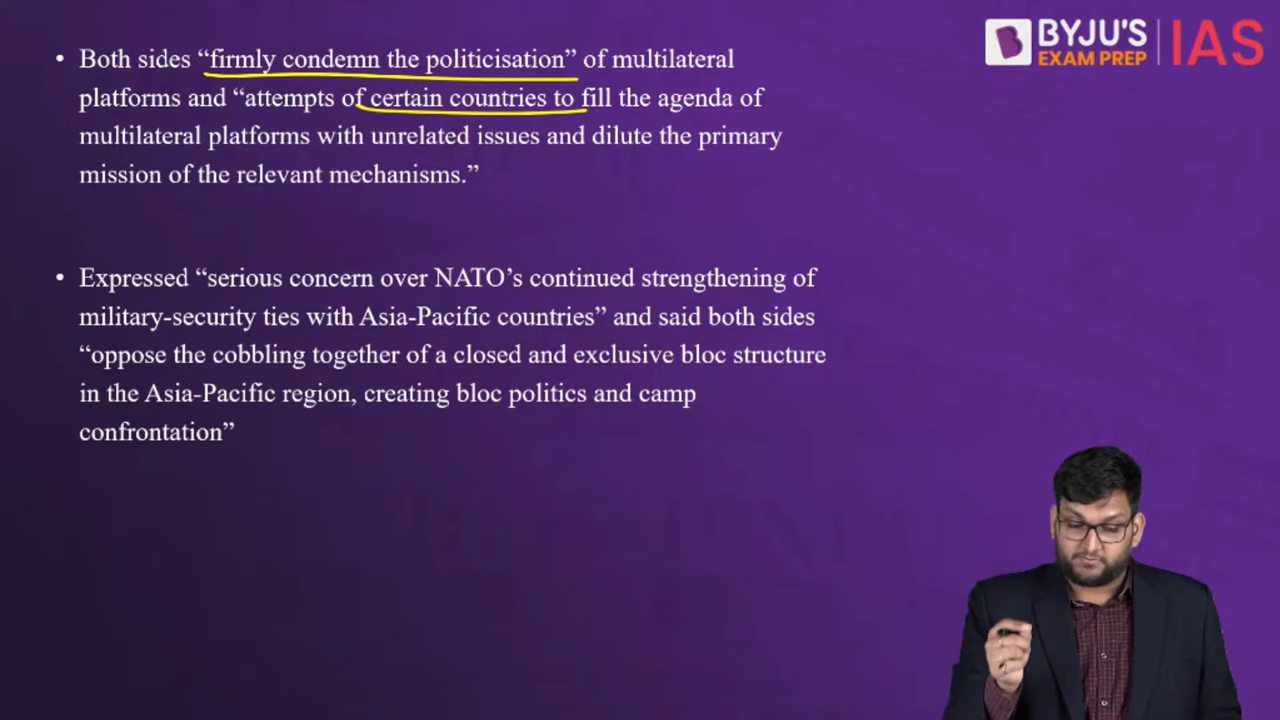 BYJU'S
EXAM PREP
IAS
• Both sides “firmly condemn the politicisation” of multilateral
platforms and “attempts of certain countries to fill the agenda of
multilateral platforms with unrelated issues and dilute the primary
mission of the relevant mechanisms.”
• Expressed “serious concern over NATO’s continued strengthening of
military-security ties with Asia-Pacific countries” and said both sides
“oppose the cobbling together of a closed and exclusive bloc structure
in the Asia-Pacific region, creating bloc politics and camp
confrontation”